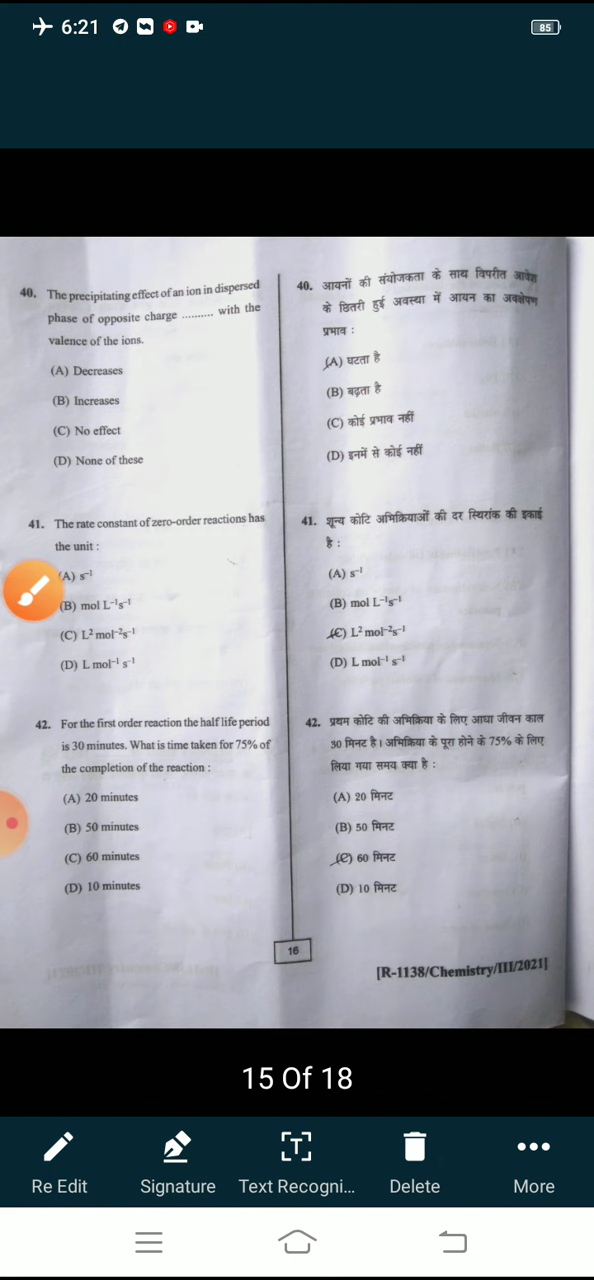 6:21
85
40. The precipitating effect of an ion in dispersed
phase of opposite charge .......... with the
valence of the ions.
(A) Decreases
(B) Increases
(C) No effect
(D) None of these
41. The rate constant of zero-order reactions has
the unit :
(A) s⁻¹
(B) mol L⁻¹s⁻¹
(C) L² mol⁻²s⁻¹
(D) L mol⁻¹ s⁻¹
42. For the first order reaction the half life period
is 30 minutes. What is time taken for 75% of
the completion of the reaction :
(A) 20 minutes
(B) 50 minutes
(C) 60 minutes
(D) 10 minutes
40. आयनों की संयोजकता के साथ विपरीत आवेश
के छितरी हुई अवस्था में आयन का अवक्षेपण
प्रभाव :
(A) घटता है
(B) बढ़ता है
(C) कोई प्रभाव नहीं
(D) इनमें से कोई नहीं
41. शून्य कोटि अभिक्रियाओं की दर स्थिरांक की इकाई
है :
(A) s⁻¹
(B) mol L⁻¹s⁻¹
(C) L² mol⁻²s⁻¹
(D) L mol⁻¹ s⁻¹
42. प्रथम कोटि की अभिक्रिया के लिए आधा जीवन काल
30 मिनट है। अभिक्रिया के पूरा होने के 75% के लिए
लिया गया समय क्या है :
(A) 20 मिनट
(B) 50 मिनट
(C) 60 मिनट
(D) 10 मिनट
16
[R-1138/Chemistry/III/2021]
15 Of 18
Re Edit
Signature
Text Recogni...
Delete
More